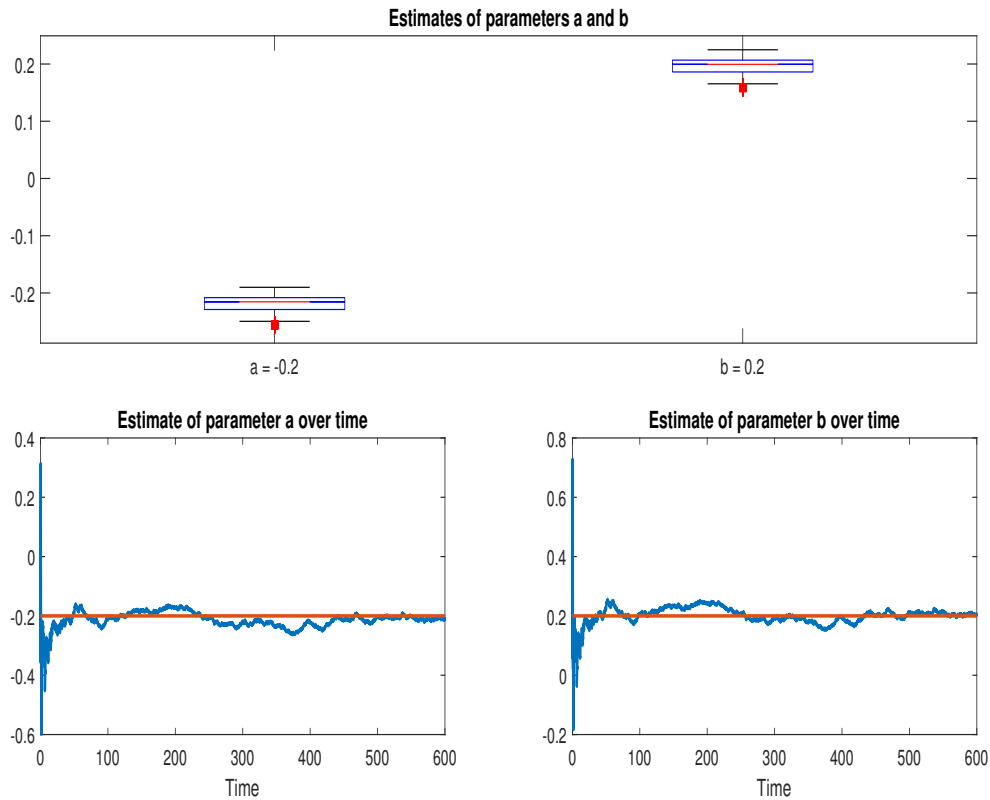 Estimates of parameters a and b
0.2
0.1
0
-0.1
-0.2
a = -0.2
b = 0.2
Estimate of parameter a over time
0.4
0.2
0
-0.2
-0.4
-0.6
0 100 200 300 400 500 600
Time
Estimate of parameter b over time
0.8
0.6
0.4
0.2
0
-0.2
0 100 200 300 400 500 600
Time